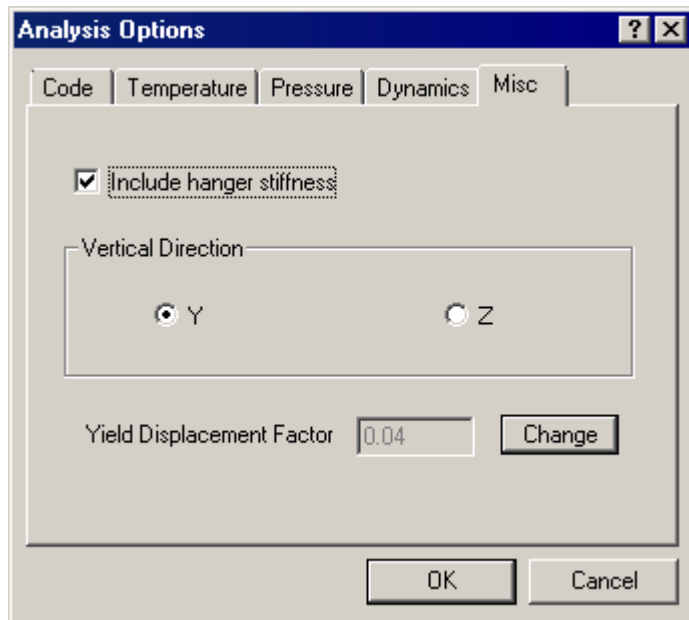 Analysis Options
Code Temperature Pressure Dynamics Misc
Include hanger stiffness
Vertical Direction
Y Z
Yield Displacement Factor 0.04 Change
OK Cancel